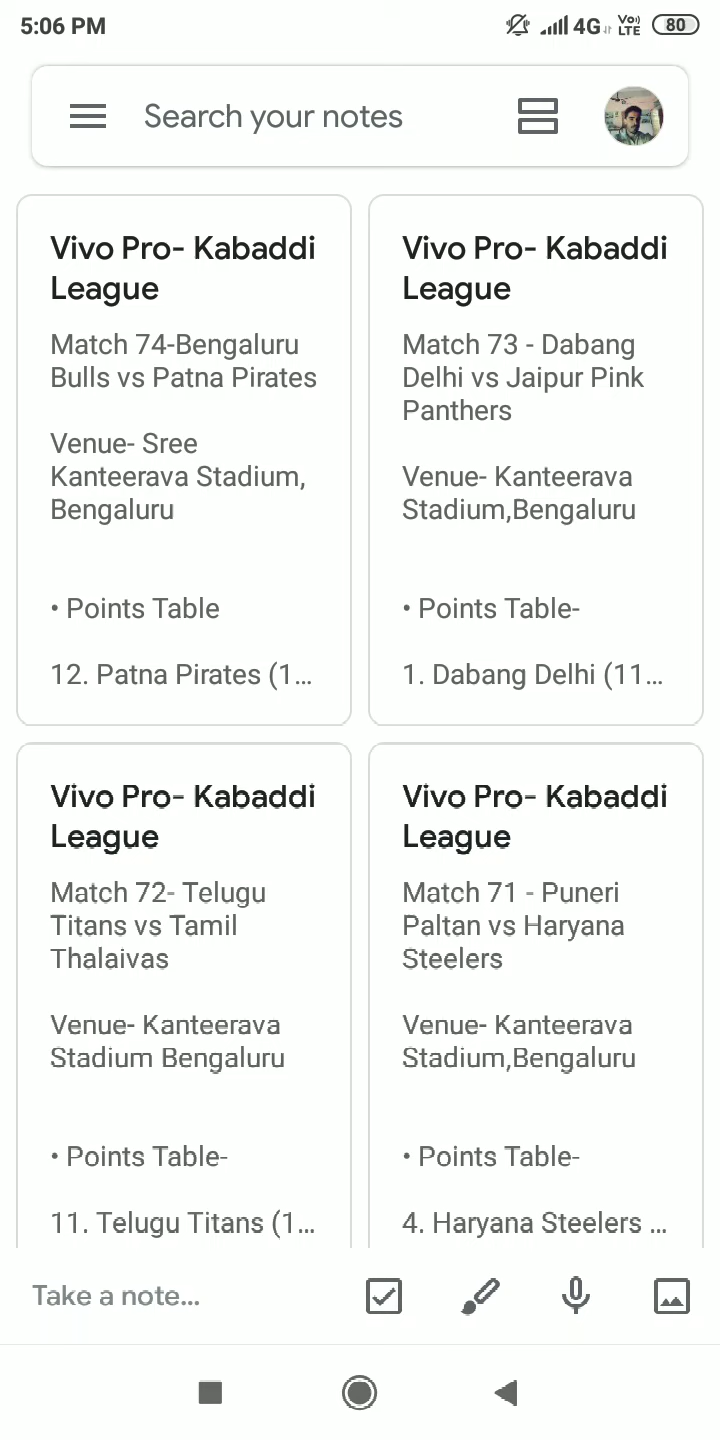 5:06 PM
4G
Vo))
LTE
80
Search your notes
Vivo Pro- Kabaddi
League
Match 74-Bengaluru
Bulls vs Patna Pirates
Venue- Sree
Kanteerava Stadium,
Bengaluru
• Points Table
12. Patna Pirates (1...
Vivo Pro- Kabaddi
League
Match 73 - Dabang
Delhi vs Jaipur Pink
Panthers
Venue- Kanteerava
Stadium,Bengaluru
• Points Table-
1. Dabang Delhi (11...
Vivo Pro- Kabaddi
League
Match 72- Telugu
Titans vs Tamil
Thalaivas
Venue- Kanteerava
Stadium Bengaluru
• Points Table-
11. Telugu Titans (1...
Vivo Pro- Kabaddi
League
Match 71 - Puneri
Paltan vs Haryana
Steelers
Venue- Kanteerava
Stadium,Bengaluru
• Points Table-
4. Haryana Steelers ...
Take a note...